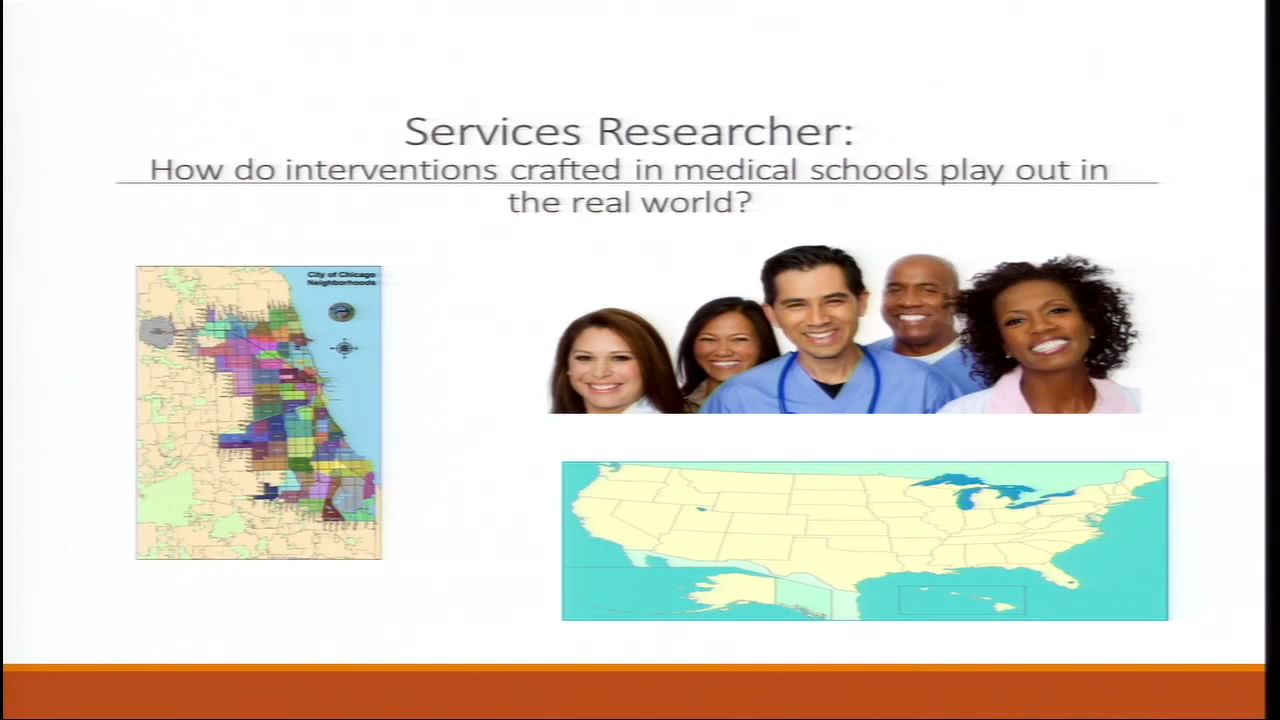 Services Researcher:
How do interventions crafted in medical schools play out in
the real world?
City of Chicago
Neighborhoods